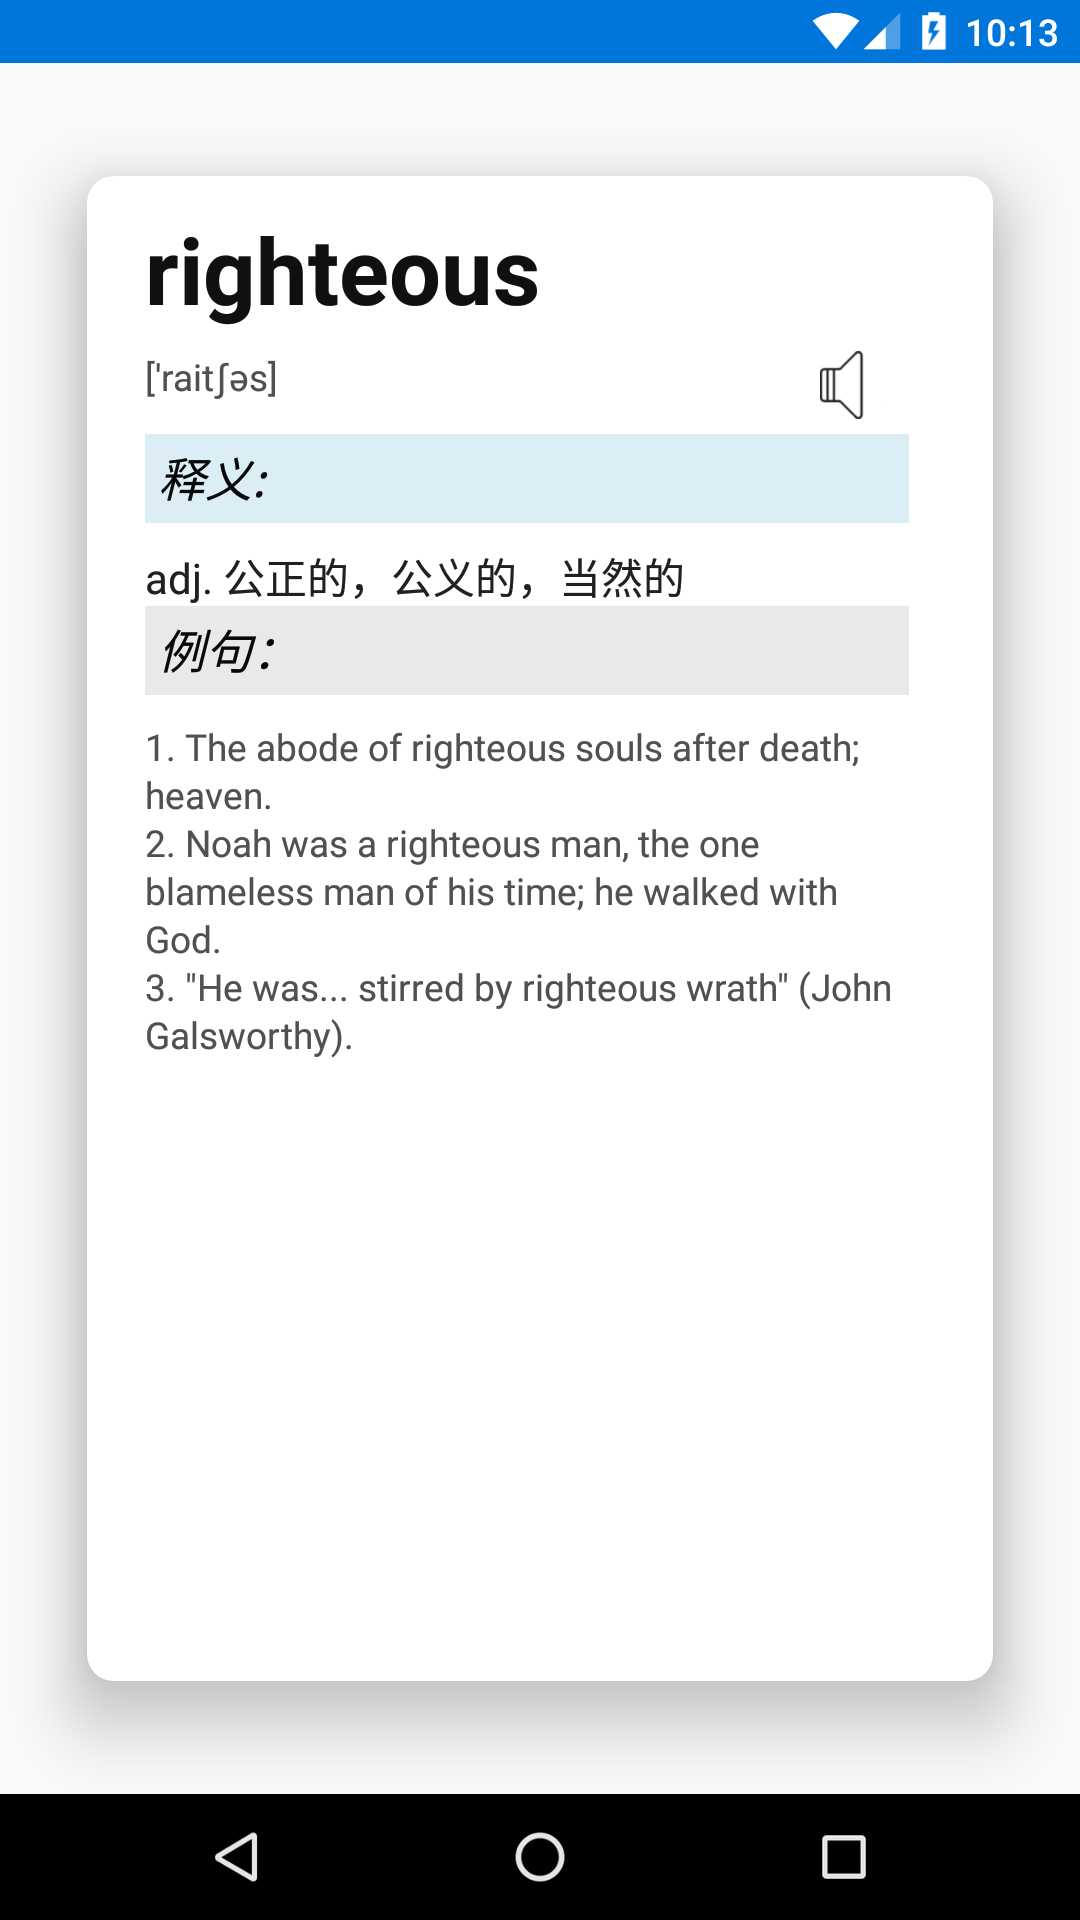 10:13
righteous
['raitʃəs]
释义:
adj. 公正的，公义的，当然的
例句：
1. The abode of righteous souls after death;
heaven.
2. Noah was a righteous man, the one
blameless man of his time; he walked with
God.
3. "He was... stirred by righteous wrath" (John
Galsworthy).